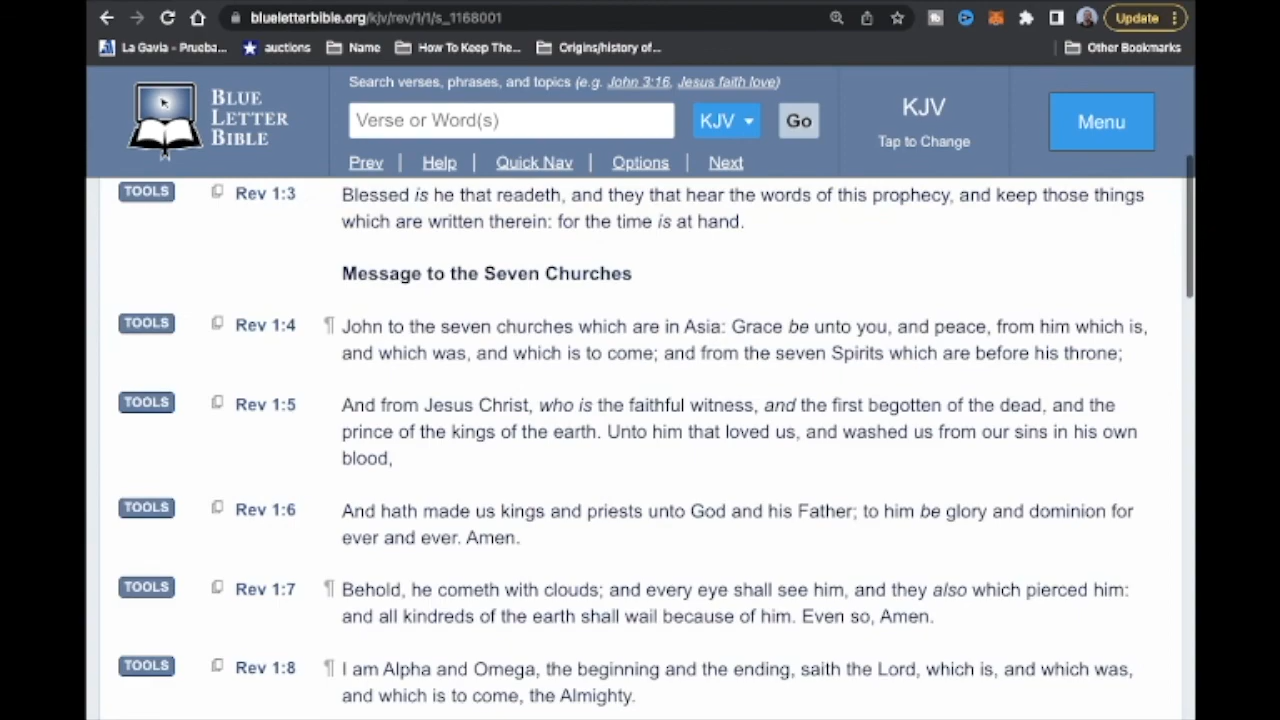 blueletterbible.org/kjv/rev/1/1/s_1168001
Update
La Gavia - Prueba...
auctions
Name
How To Keep The...
Origins/history of...
Other Bookmarks
BLUE
LETTER
BIBLE
Search verses, phrases, and topics (e.g. John 3:16, Jesus faith love)
Verse or Word(s)
KJV
Go
Prev | Help | Quick Nav | Options | Next
KJV
Tap to Change
Menu
TOOLS Rev 1:3 Blessed is he that readeth, and they that hear the words of this prophecy, and keep those things
which are written therein: for the time is at hand.
Message to the Seven Churches
TOOLS Rev 1:4 ¶ John to the seven churches which are in Asia: Grace be unto you, and peace, from him which is,
and which was, and which is to come; and from the seven Spirits which are before his throne;
TOOLS Rev 1:5 And from Jesus Christ, who is the faithful witness, and the first begotten of the dead, and the
prince of the kings of the earth. Unto him that loved us, and washed us from our sins in his own
blood,
TOOLS Rev 1:6 And hath made us kings and priests unto God and his Father; to him be glory and dominion for
ever and ever. Amen.
TOOLS Rev 1:7 ¶ Behold, he cometh with clouds; and every eye shall see him, and they also which pierced him:
and all kindreds of the earth shall wail because of him. Even so, Amen.
TOOLS Rev 1:8 ¶ I am Alpha and Omega, the beginning and the ending, saith the Lord, which is, and which was,
and which is to come, the Almighty.